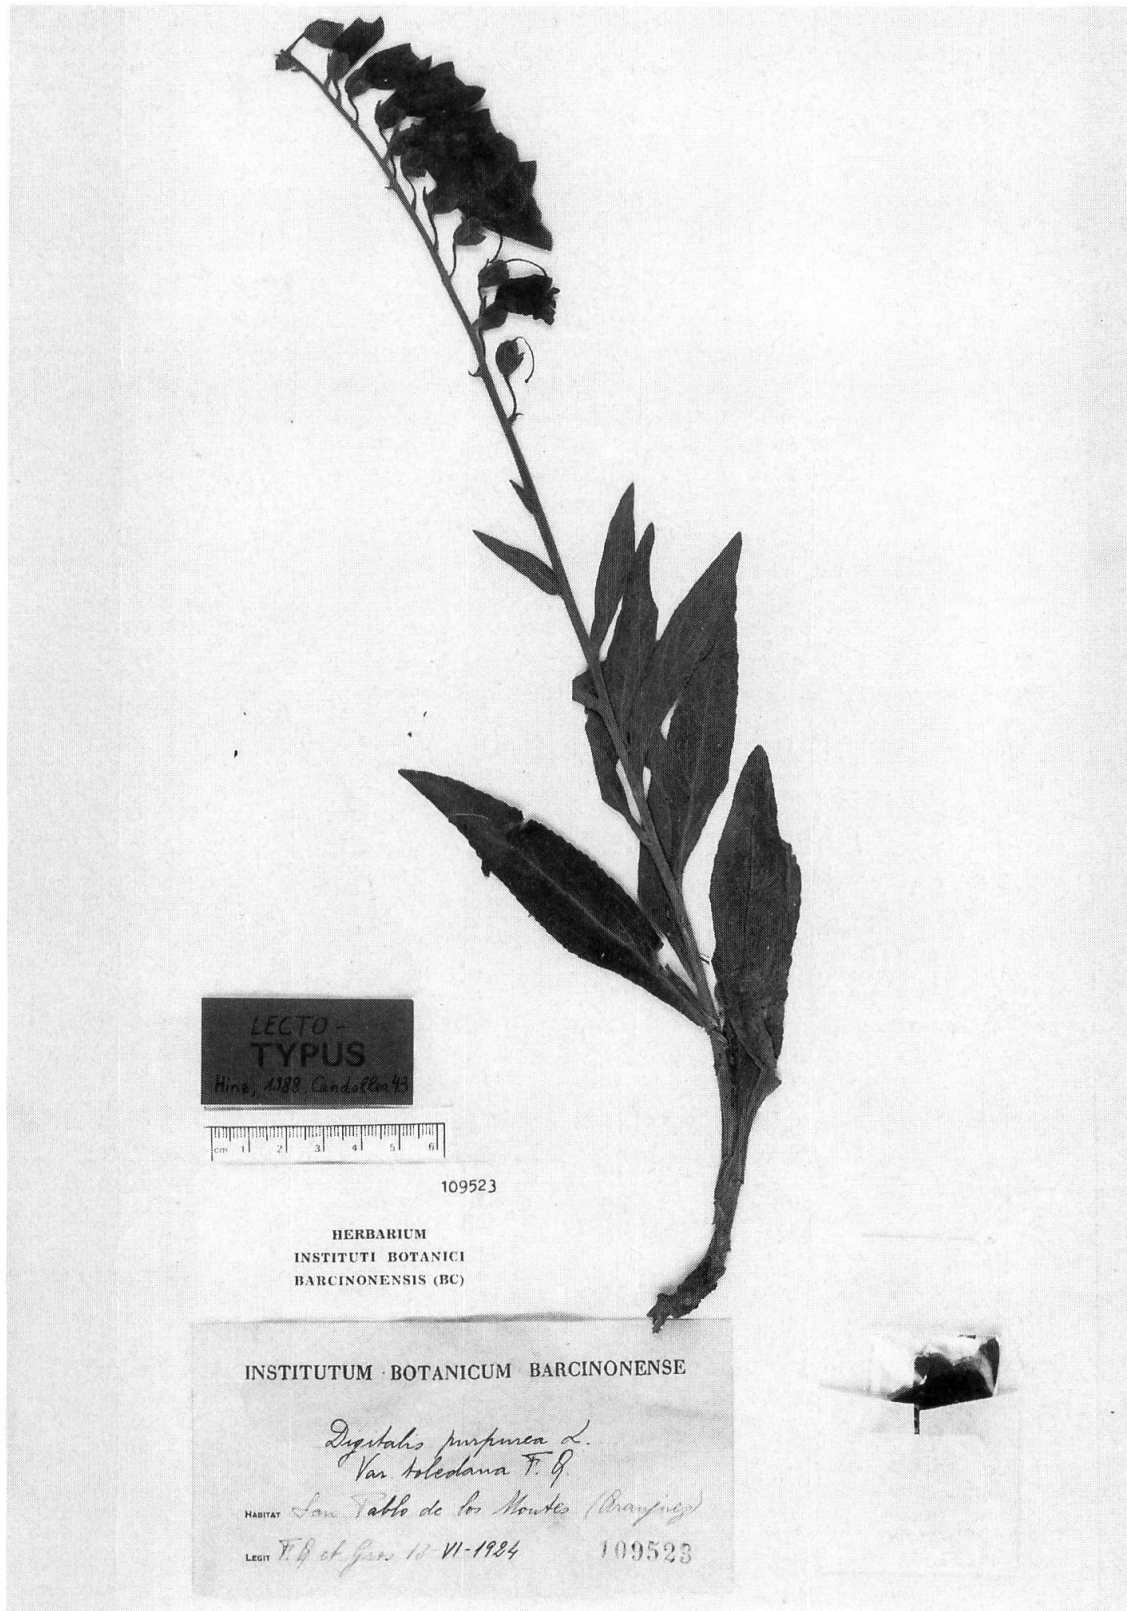 LECTO-
TYPUS
Hinz, 1988, Candollea 43
cm 1 2 3 4 5 6
109523
HERBARIUM
INSTITUTI BOTANICI
BARCINONENSIS (BC)
INSTITUTUM BOTANICUM BARCINONENSE
Digitalis purpurea L.
Var. toledana F. Q.
HABITAT San Pablo de los Montes (Aranjuez)
LEGIT F. Q et Gros 18 VI-1924
109523